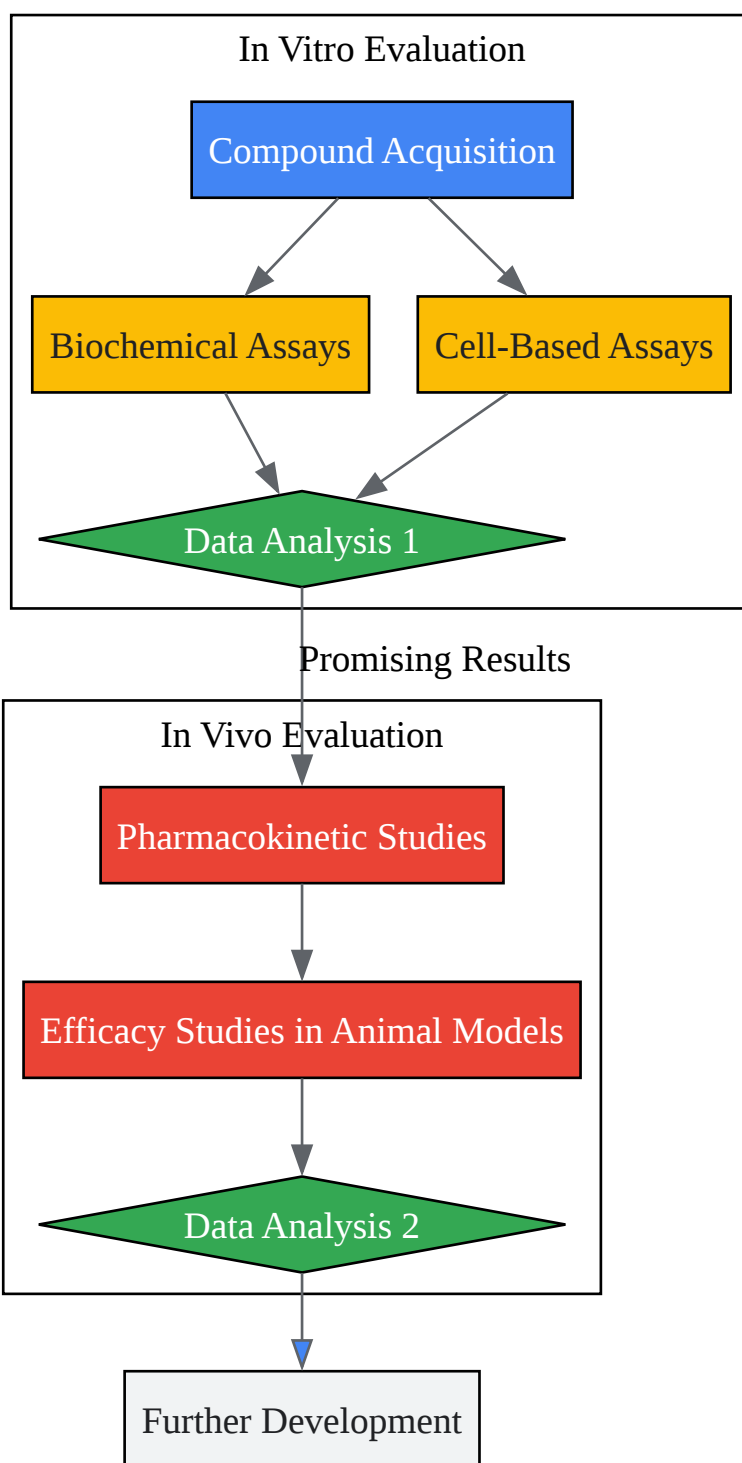 In Vitro Evaluation
Compound Acquisition
Biochemical Assays
Cell-Based Assays
Data Analysis 1
Promising Results
In Vivo Evaluation
Pharmacokinetic Studies
Efficacy Studies in Animal Models
Data Analysis 2
Further Development